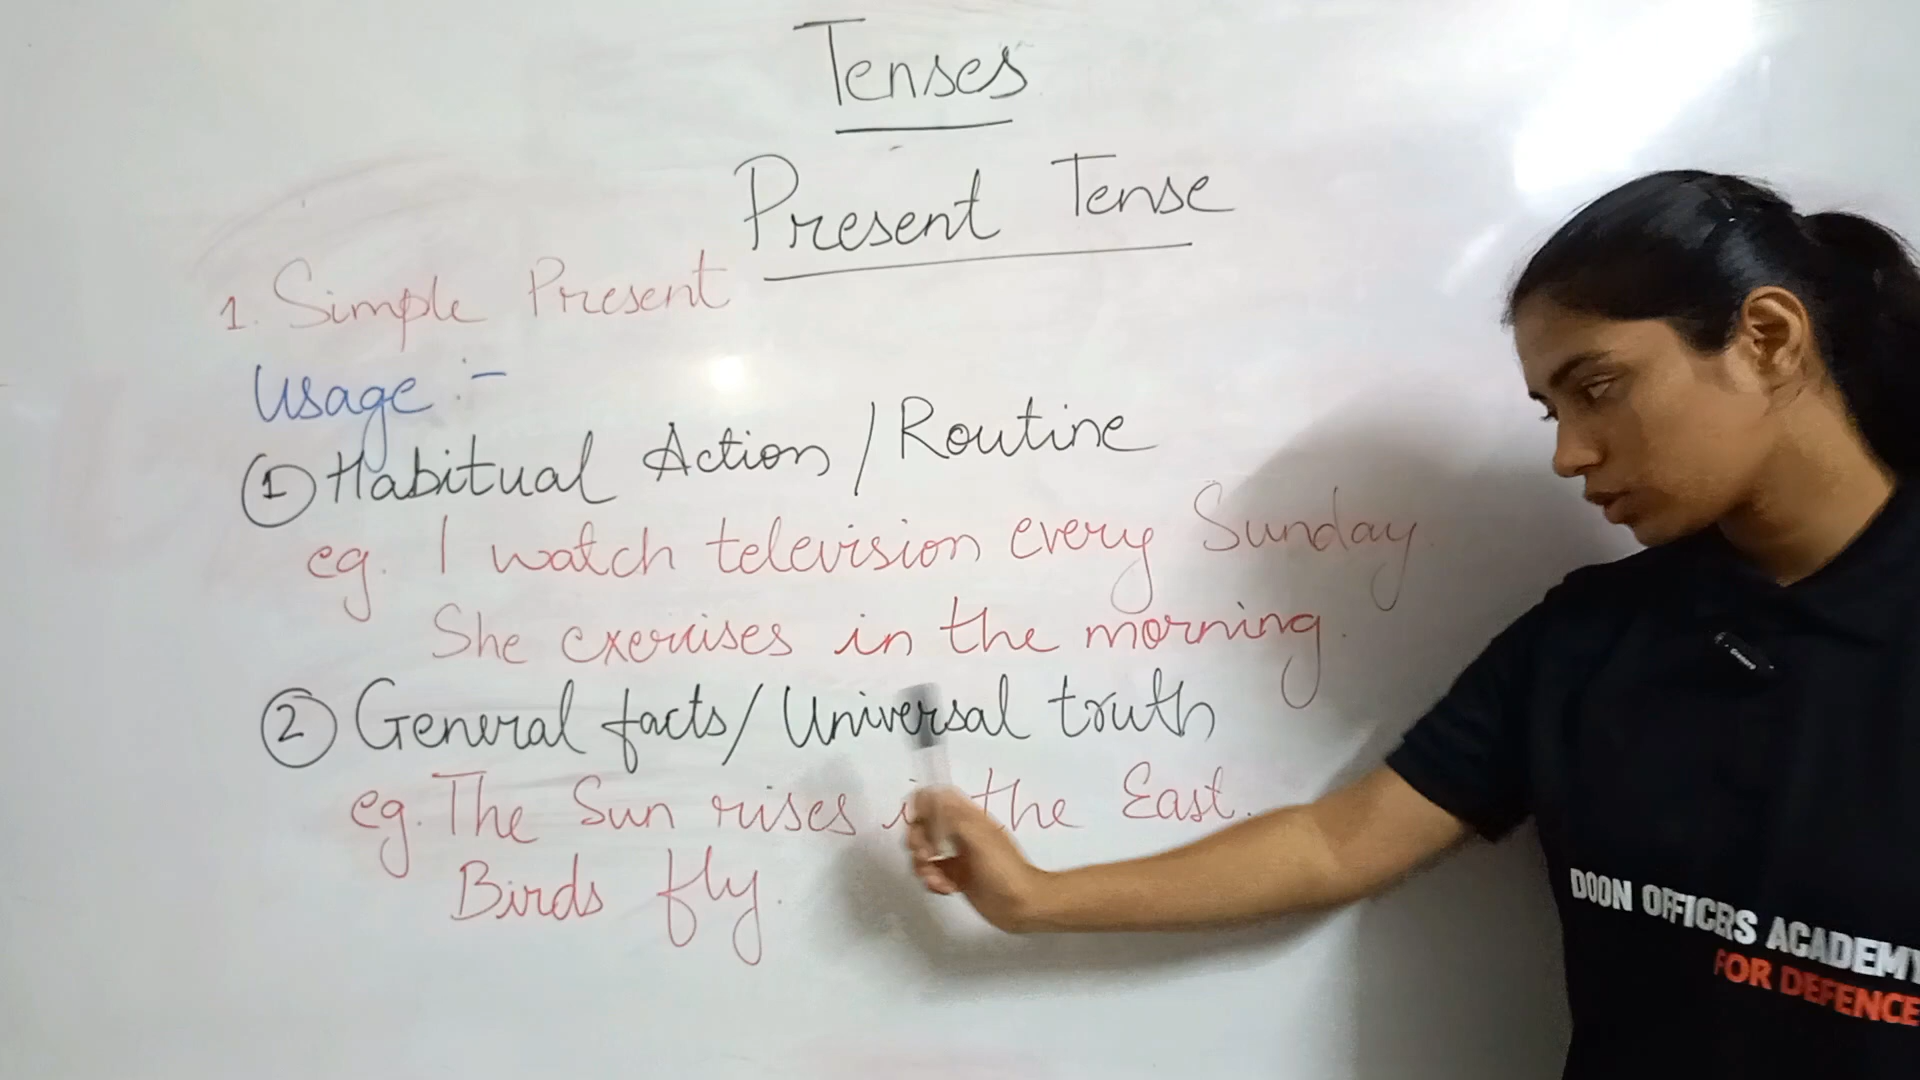 Tenses
Present Tense
1. Simple Present
Usage :-
① Habitual Action / Routine
eg. I watch television every Sunday.
She exercises in the morning.
② General facts / Universal truth
eg. The Sun rises in the East.
Birds fly.
DOON OFFICERS ACADEMY
FOR DEFENCE